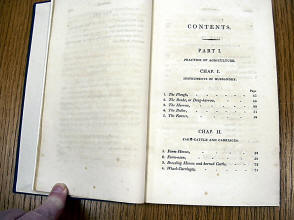 CONTENTS.
PART I.
PRACTICE OF AGRICULTURE.
CHAP. I.
INSTRUMENTS OF HUSBANDRY.
Page
1. The Plough,
2. The Brake, or Drag-harrow,
3. The Harrow,
4. The Roller,
5. The Fanner,
CHAP. II.
FARM-CATTLE AND CARRIAGES.
1. Farm-Horses,
2. Farm-oxen,
3. Breeding Horses and horned Cattle,
4. Wheel-Carriages,